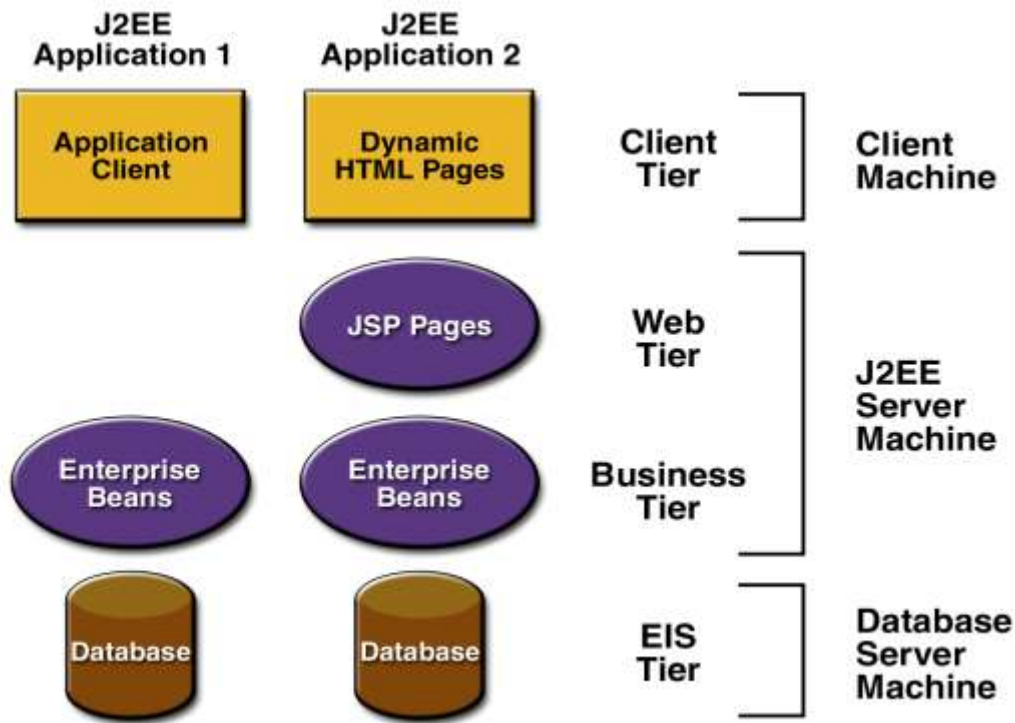 J2EE
Application 1
J2EE
Application 2
Application
Client
Dynamic
HTML Pages
Client
Tier
Client
Machine
JSP Pages
Web
Tier
J2EE
Server
Machine
Enterprise
Beans
Enterprise
Beans
Business
Tier
Database
Database
EIS
Tier
Database
Server
Machine